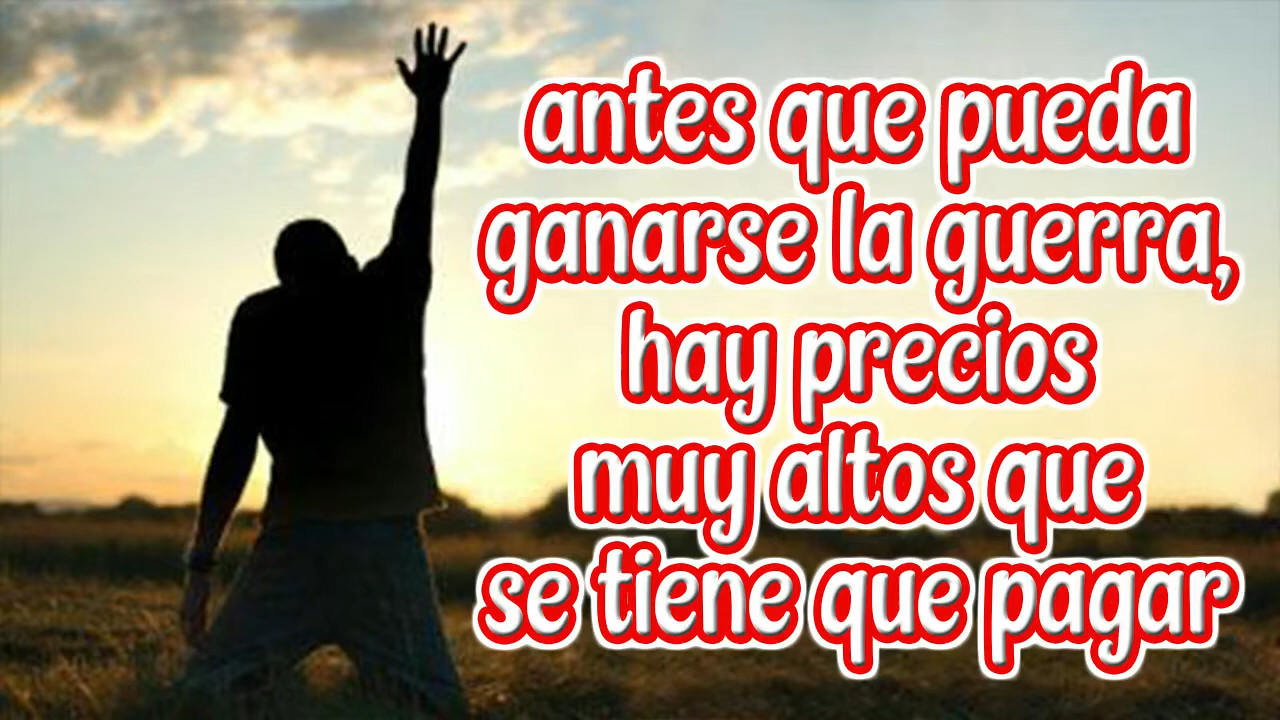 antes que pueda
ganarse la guerra,
hay precios
muy altos que
se tiene que pagar